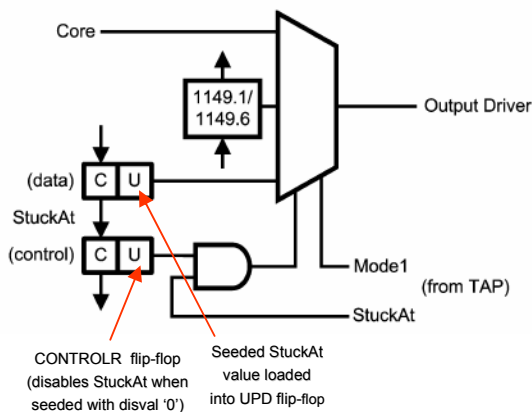 Core
1149.1/
1149.6
Output Driver
(data)
C U
StuckAt
(control)
C U
Mode1
(from TAP)
StuckAt
CONTROLR flip-flop
(disables StuckAt when
seeded with disval ‘0’)
Seeded StuckAt
value loaded
into UPD flip-flop